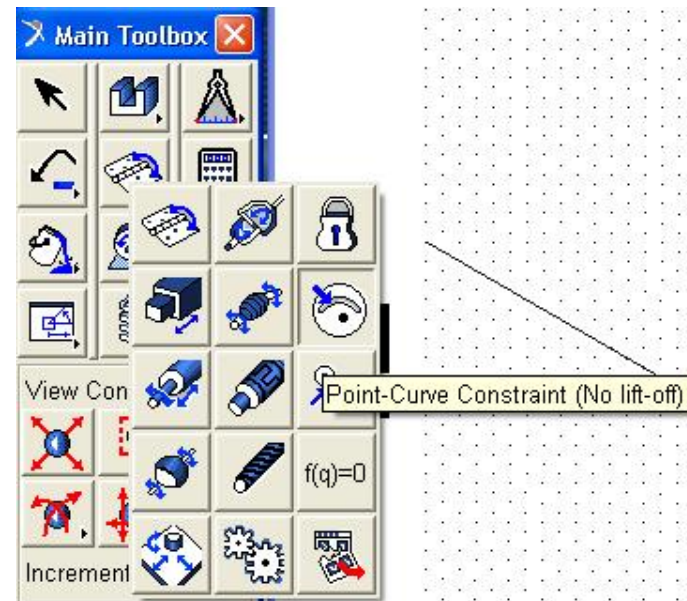 Main Toolbox
Point-Curve Constraint (No lift-off)
View Con
f(q)=0
Increment